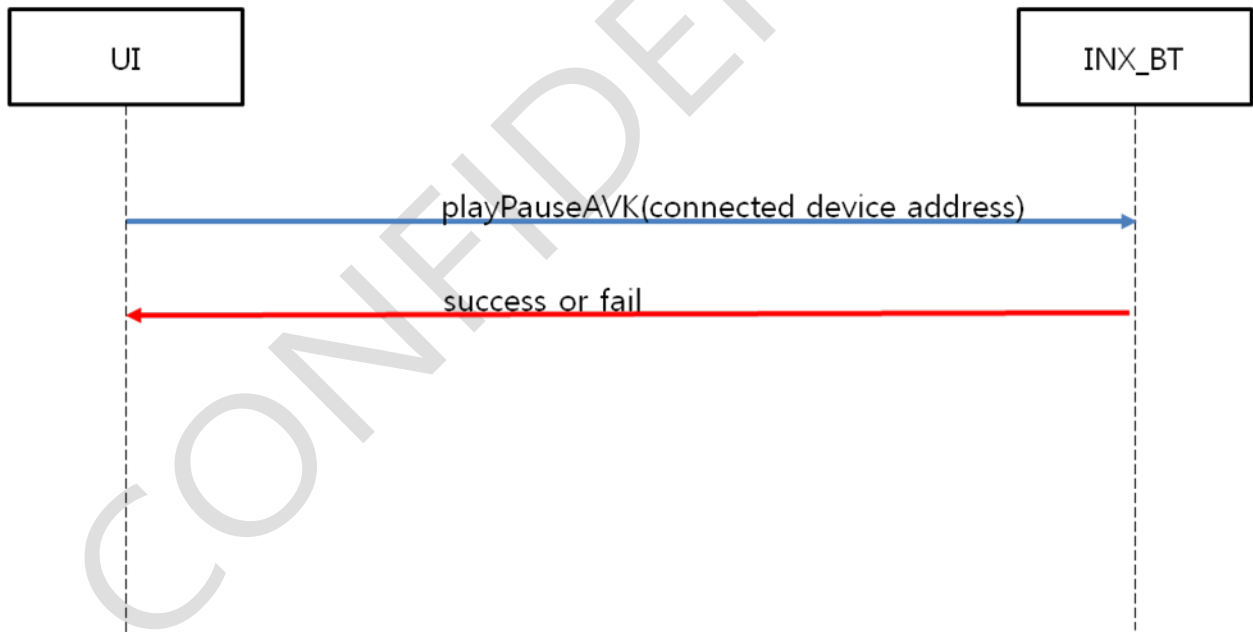 UI
INX_BT
playPauseAVK(connected device address)
success or fail
CONFIDE